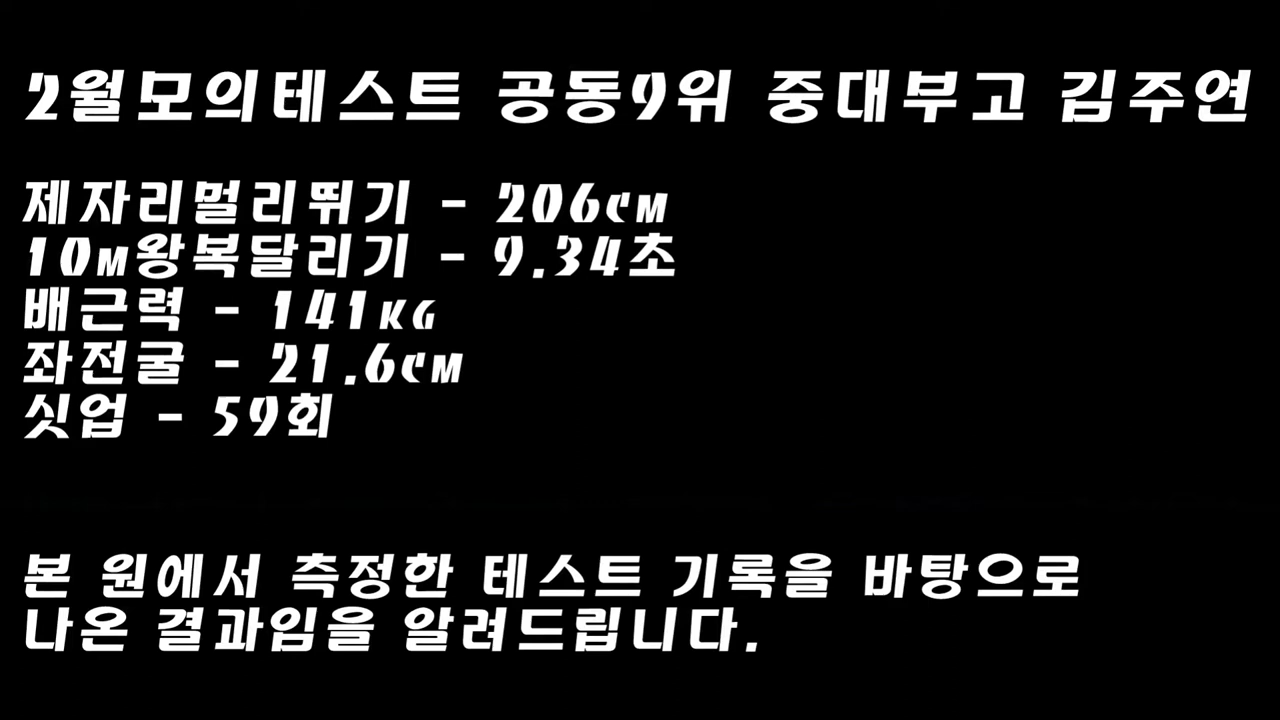 2월모의테스트 공동9위 중대부고 김주연
제자리멀리뛰기 - 206cm
10m왕복달리기 - 9.34초
배근력 - 141kg
좌전굴 - 21.6cm
싯업 - 59회
본 원에서 측정한 테스트 기록을 바탕으로
나온 결과임을 알려드립니다.